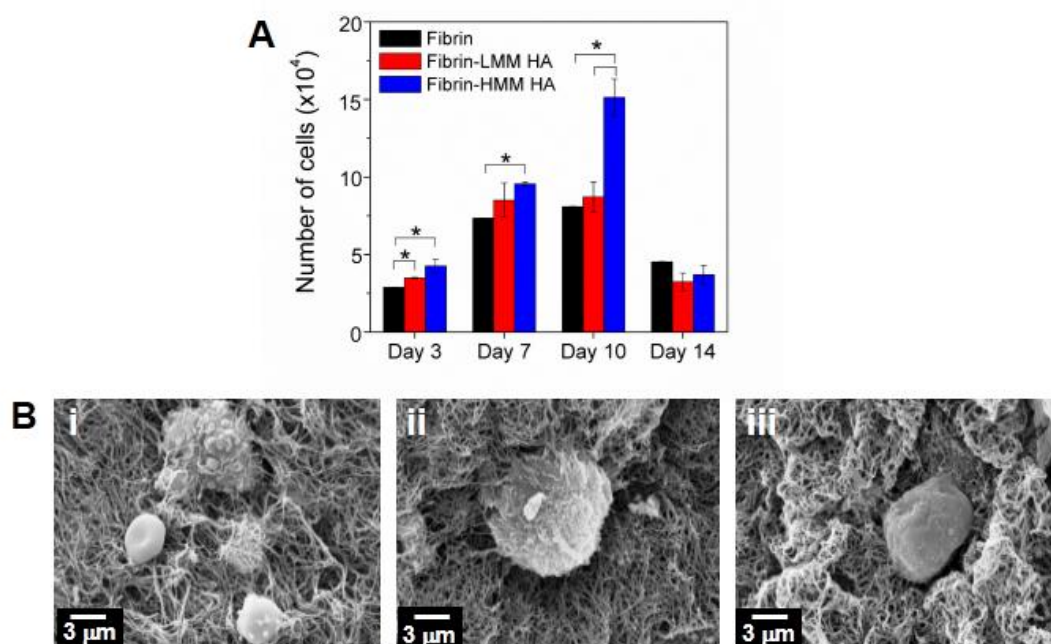 A
Number of cells (x10⁴)
20
15
10
5
0
Fibrin
Fibrin-LMM HA
Fibrin-HMM HA
*
*
*
*
Day 3 Day 7 Day 10 Day 14
B
i
ii
iii
3 μm
3 μm
3 μm